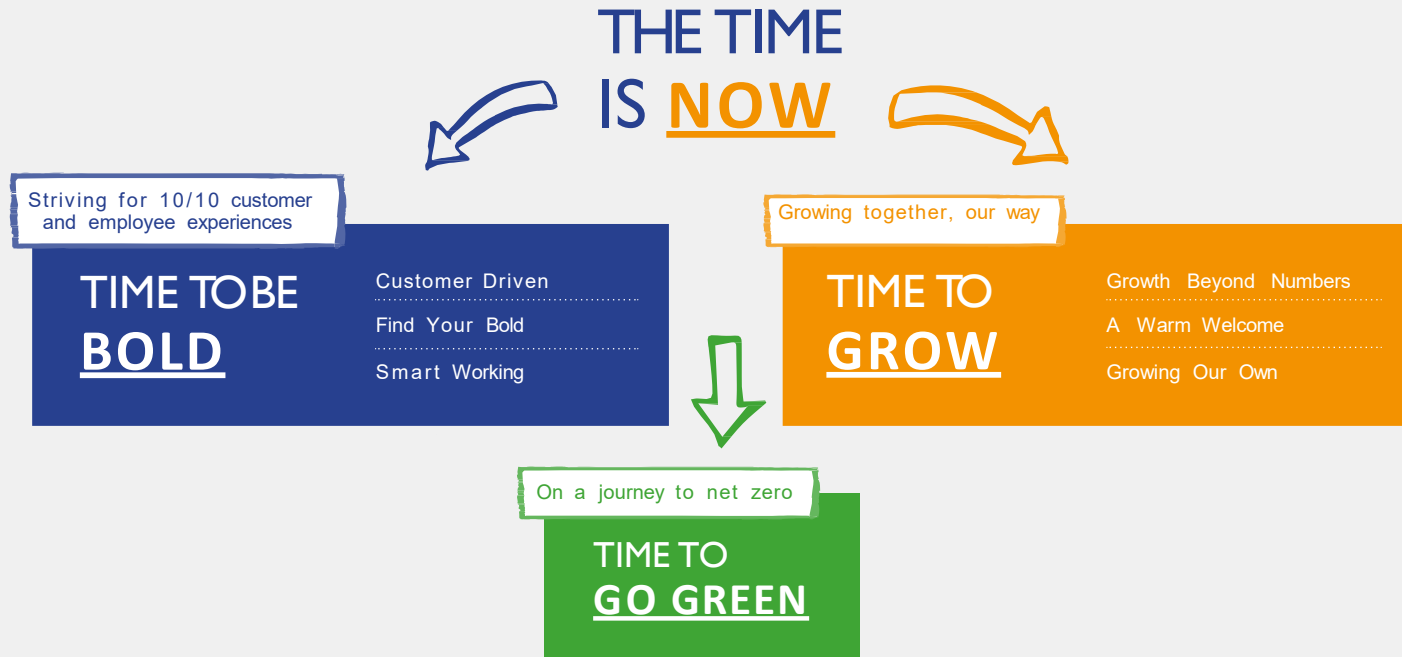 THE TIME
IS NOW
Striving for 10/10 customer
and employee experiences
TIME TO BE
BOLD
Customer Driven
Find Your Bold
Smart Working
Growing together, our way
TIME TO
GROW
Growth Beyond Numbers
A Warm Welcome
Growing Our Own
On a journey to net zero
TIME TO
GO GREEN